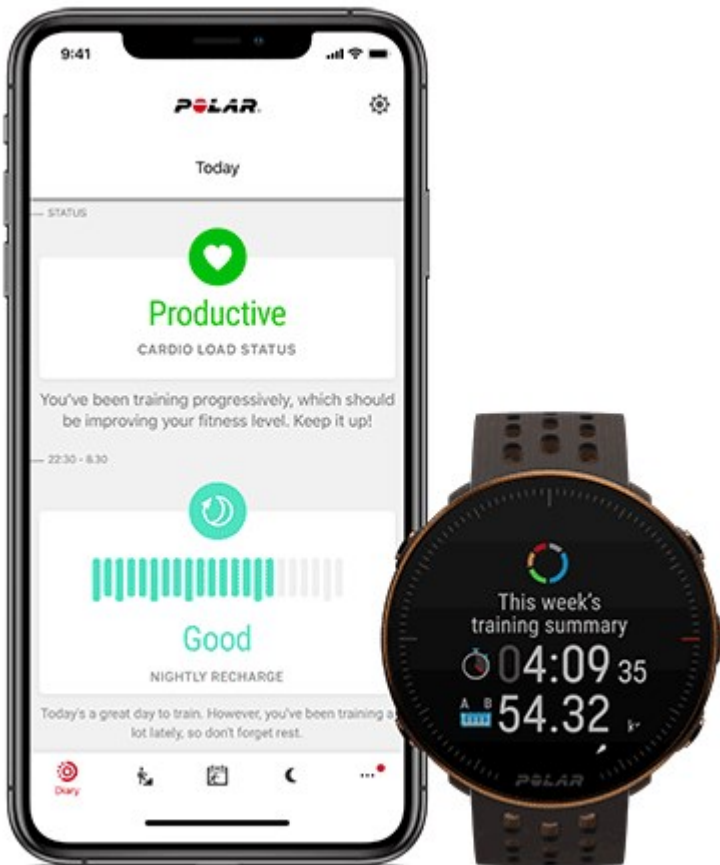 9:41
POLAR
Today
STATUS
Productive
CARDIO LOAD STATUS
You've been training progressively, which should
be improving your fitness level. Keep it up!
22:30 - 8.30
Good
NIGHTLY RECHARGE
Today's a great day to train. However, you've been training a
lot lately, so don't forget rest.
Diary
This week's
training summary
04:09 35
A B
54.32
POLAR